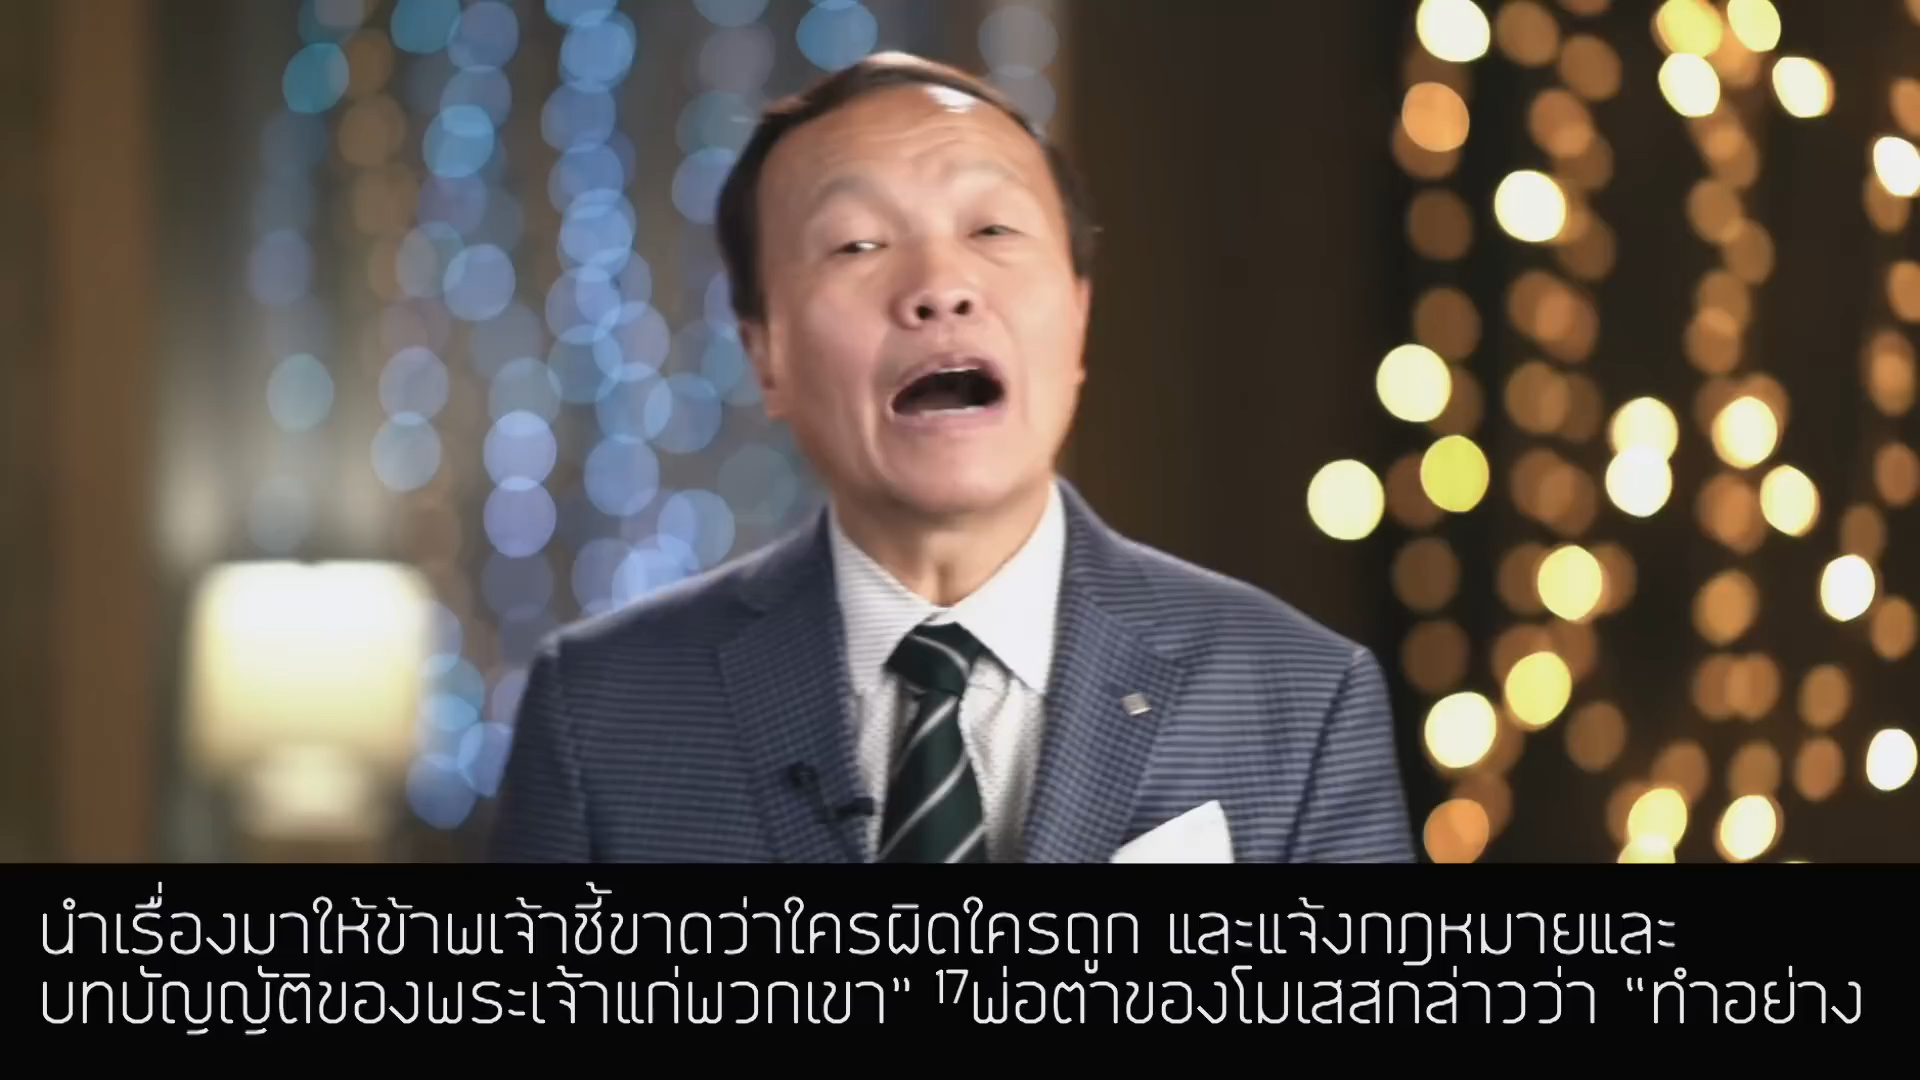 นำเรื่องมาให้ข้าพเจ้าชี้ขาดว่าใครผิดใครถูก และแจ้งกฎหมายและ
บทบัญญัติของพระเจ้าแก่พวกเขา” ¹⁷พ่อตาของโมเสสกล่าวว่า “ทำอย่าง